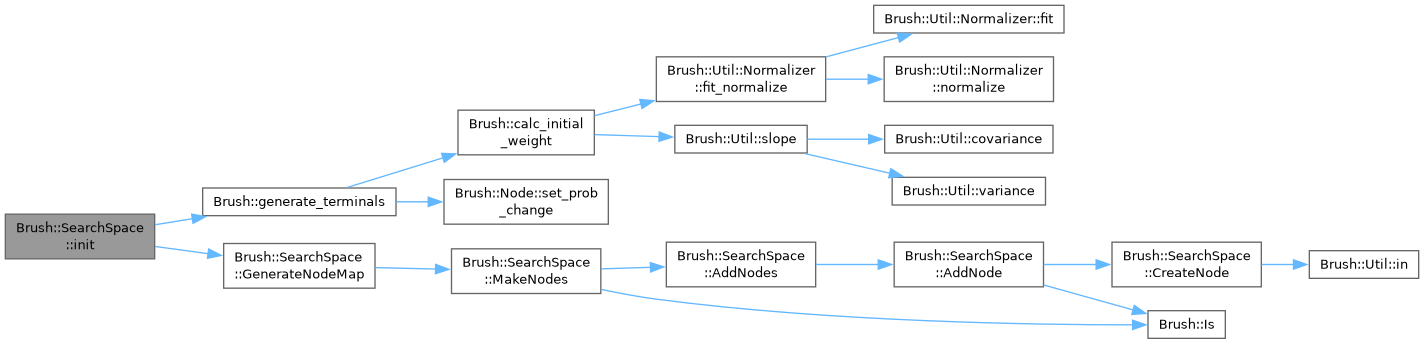 Brush::SearchSpace
::init
Brush::generate_terminals
Brush::calc_initial
_weight
Brush::Util::Normalizer
::fit_normalize
Brush::Util::Normalizer::fit
Brush::Util::Normalizer
::normalize
Brush::Util::slope
Brush::Util::covariance
Brush::Util::variance
Brush::Node::set_prob
_change
Brush::SearchSpace
::GenerateNodeMap
Brush::SearchSpace
::MakeNodes
Brush::SearchSpace
::AddNodes
Brush::SearchSpace
::AddNode
Brush::SearchSpace
::CreateNode
Brush::Util::in
Brush::Is